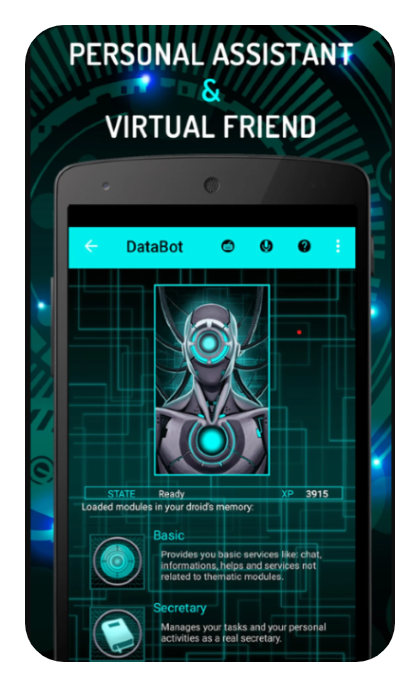 PERSONAL ASSISTANT
&
VIRTUAL FRIEND
DataBot
STATE Ready XP 3915
Loaded modules in your droid's memory:
Basic
Provides you basic services like: chat,
informations, helps and services not
related to thematic modules.
Secretary
Manages your tasks and your personal
activities as a real secretary.